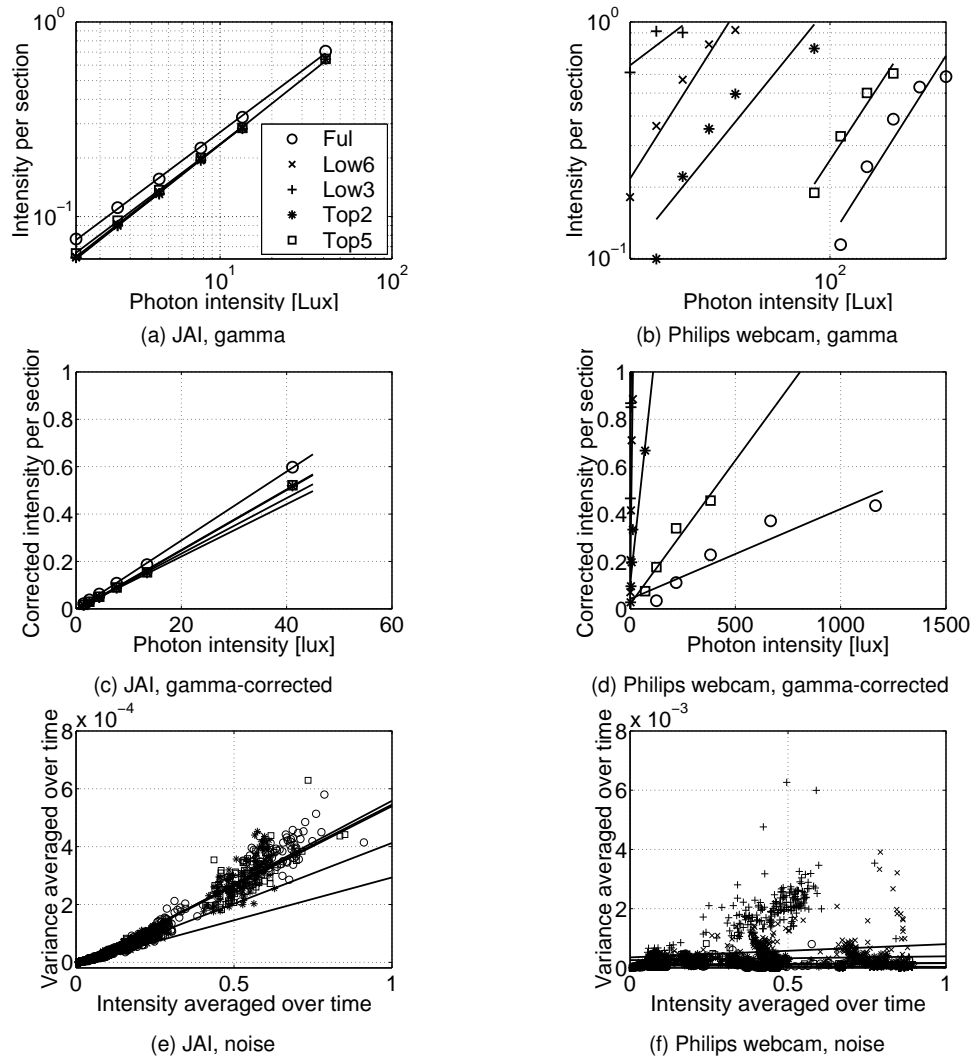 10^0
10^−1
10^1
10^2
Intensity per section
Photon intensity [Lux]
Ful
Low6
Low3
Top2
Top5
(a) JAI, gamma
10^0
10^−1
10^2
Intensity per section
Photon intensity [Lux]
(b) Philips webcam, gamma
1
0.8
0.6
0.4
0.2
0
0 20 40 60
Corrected intensity per section
Photon intensity [lux]
(c) JAI, gamma-corrected
1
0.8
0.6
0.4
0.2
0
0 500 1000 1500
Corrected intensity per section
Photon intensity [lux]
(d) Philips webcam, gamma-corrected
x 10^−4
8
6
4
2
0
0 0.5 1
Variance averaged over time
Intensity averaged over time
(e) JAI, noise
x 10^−3
8
6
4
2
0
0 0.5 1
Variance averaged over time
Intensity averaged over time
(f) Philips webcam, noise